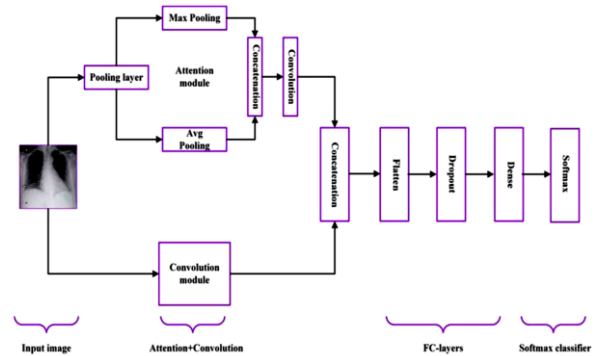 Max Pooling
Pooling layer
Attention
module
Concatenation
Convolution
Avg
Pooling
Concatenation
Flatten
Dropout
Dense
Softmax
Convolution
module
Input image
Attention+Convolution
FC-layers
Softmax classifier